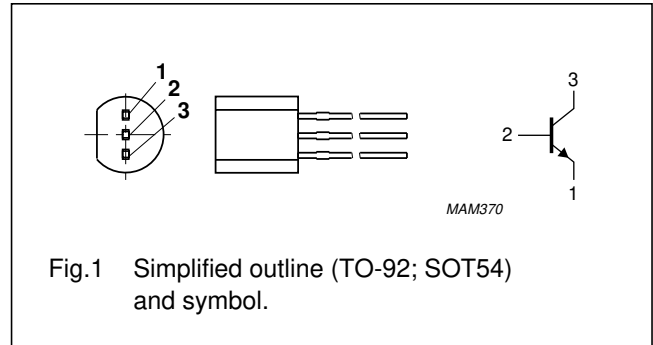 1
2
3
3
2
1
MAM370
Fig.1 Simplified outline (TO-92; SOT54)
and symbol.